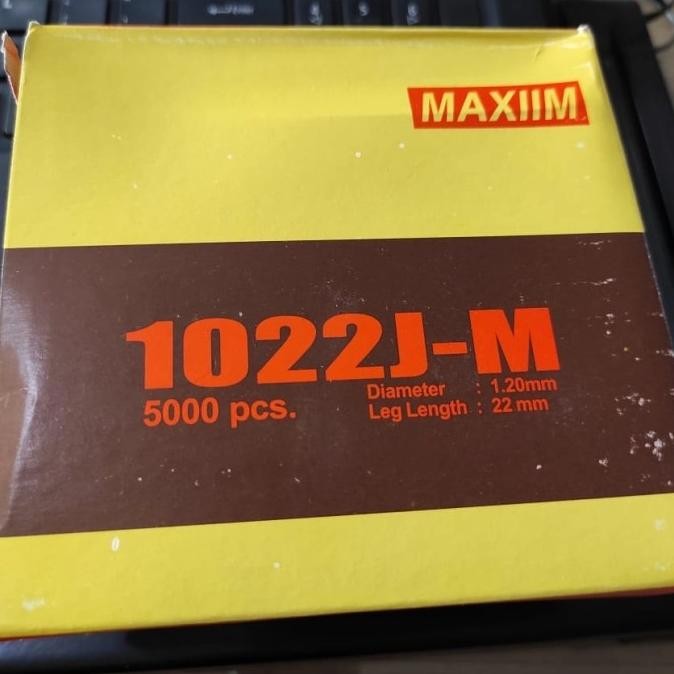 MAXIIM
1022J-M
5000 pcs.
Diameter : 1.20mm
Leg Length : 22 mm